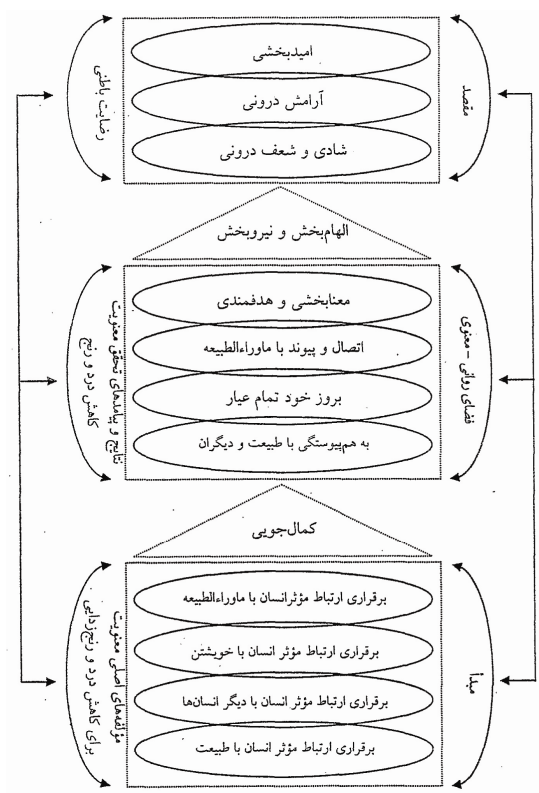 مقصد
امیدبخشی
آرامش درونی
شادی و شعف درونی
رضایت باطنی
الهام‌بخش و نیروبخش
فضای روانی – معنوی
معنابخشی و هدفمندی
اتصال و پیوند با ماوراءالطبیعه
بروز خود تمام عیار
به هم‌پیوستگی با طبیعت و دیگران
نتایج و پیامدهای تحقق معنویت
کاهش درد و رنج
کمال‌جویی
مبدأ
برقراری ارتباط مؤثرانسان با ماوراءالطبیعه
برقراری ارتباط مؤثر انسان با خویشتن
برقراری ارتباط مؤثر انسان با دیگر انسان‌ها
برقراری ارتباط مؤثر انسان با طبیعت
مؤلفه‌های اصلی معنویت
برای کاهش درد و رنج‌زدایی